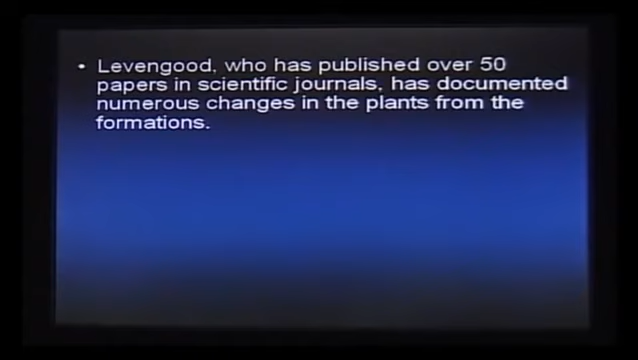 • Levengood, who has published over 50
papers in scientific journals, has documented
numerous changes in the plants from the
formations.